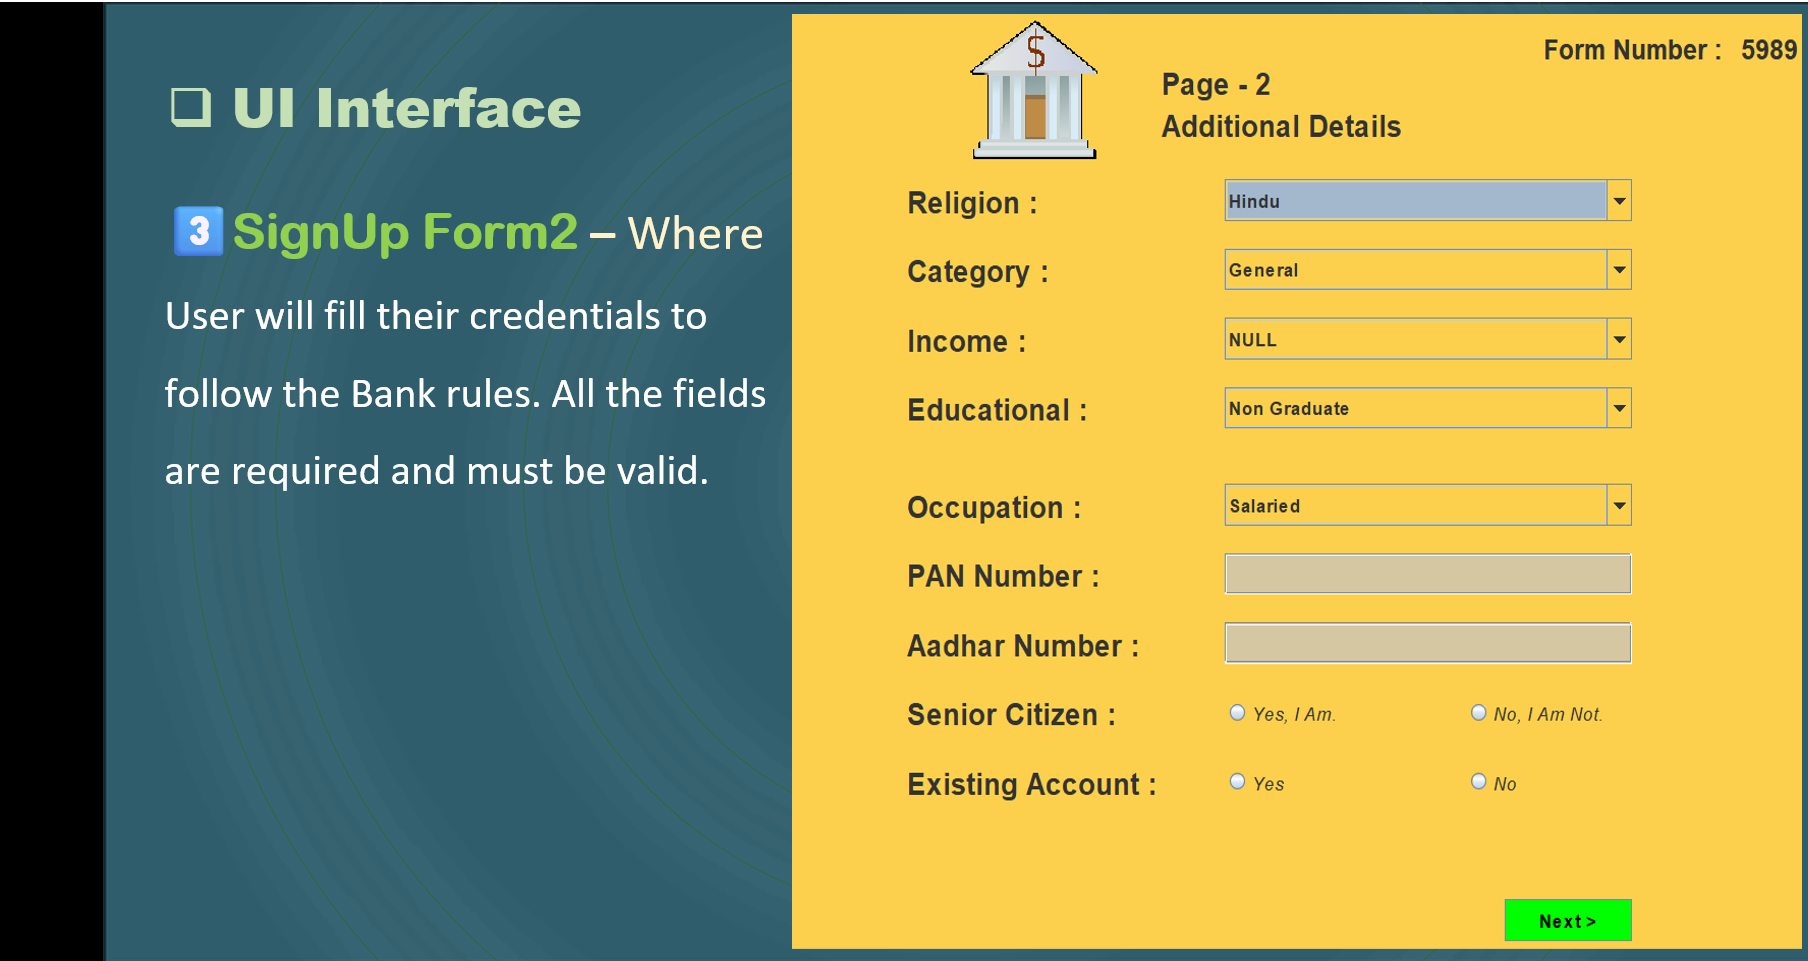 UI Interface
3 SignUp Form2 – Where
User will fill their credentials to
follow the Bank rules. All the fields
are required and must be valid.
$
Form Number : 5989
Page - 2
Additional Details
Religion : Hindu
Category : General
Income : NULL
Educational : Non Graduate
Occupation : Salaried
PAN Number :
Aadhar Number :
Senior Citizen : Yes, I Am. No, I Am Not.
Existing Account : Yes No
Next >